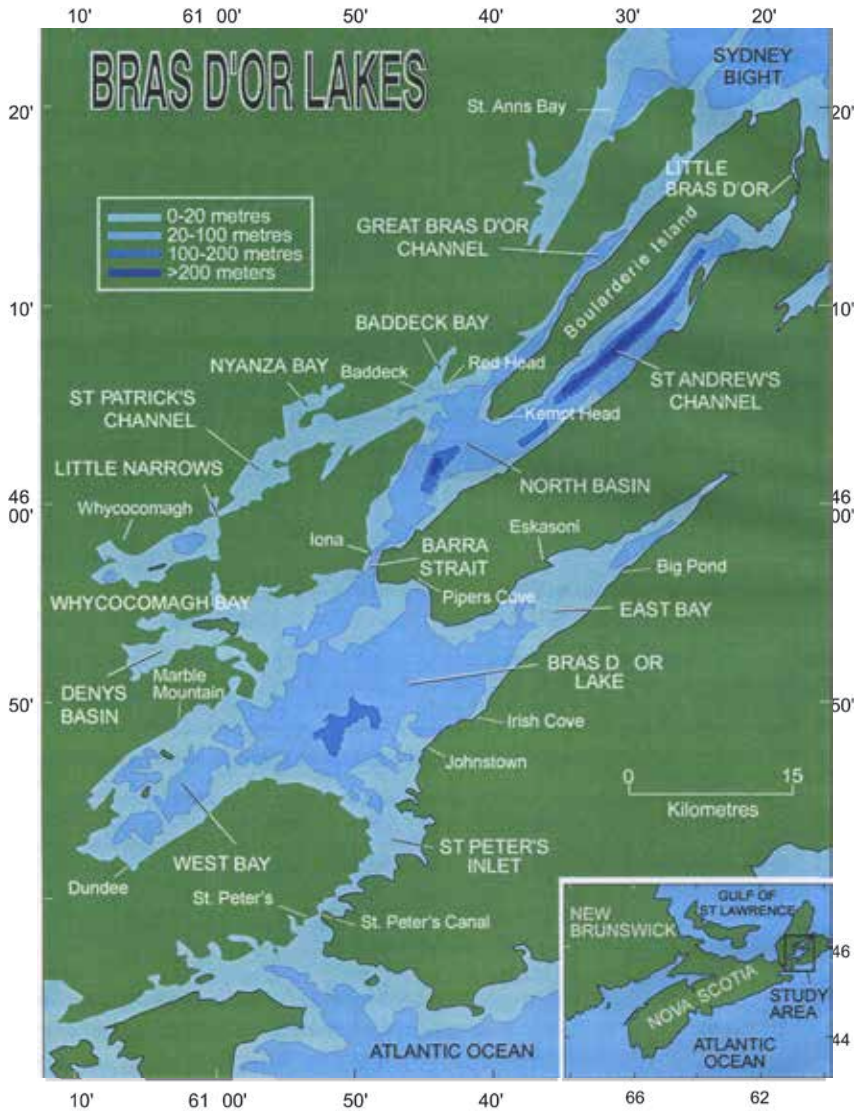 10' 61 00' 50' 40' 30' 20'
BRAS D'OR LAKES
SYDNEY
BIGHT
20'
20'
St. Anns Bay
LITTLE
BRAS D'OR
0-20 metres
20-100 metres
100-200 metres
>200 meters
GREAT BRAS D'OR
CHANNEL
Boularderie Island
10'
10'
BADDECK BAY
NYANZA BAY
Baddeck
Red Head
ST ANDREW'S
CHANNEL
ST PATRICK'S
CHANNEL
Kempt Head
LITTLE NARROWS
NORTH BASIN
46
00'
46
00'
Whycocomagh
Iona
BARRA
STRAIT
Eskasoni
Big Pond
WHYCOCOMAGH BAY
Pipers Cove
EAST BAY
BRAS D OR
LAKE
DENYS
BASIN
Marble
Mountain
50'
50'
Irish Cove
Johnstown
0 15
Kilometres
WEST BAY
ST PETER'S
INLET
Dundee
St. Peter's
St. Peter's Canal
ATLANTIC OCEAN
NEW
BRUNSWICK
GULF OF
ST LAWRENCE
46
NOVA SCOTIA
STUDY
AREA
44
ATLANTIC
OCEAN
10' 61 00' 50' 40' 66 62